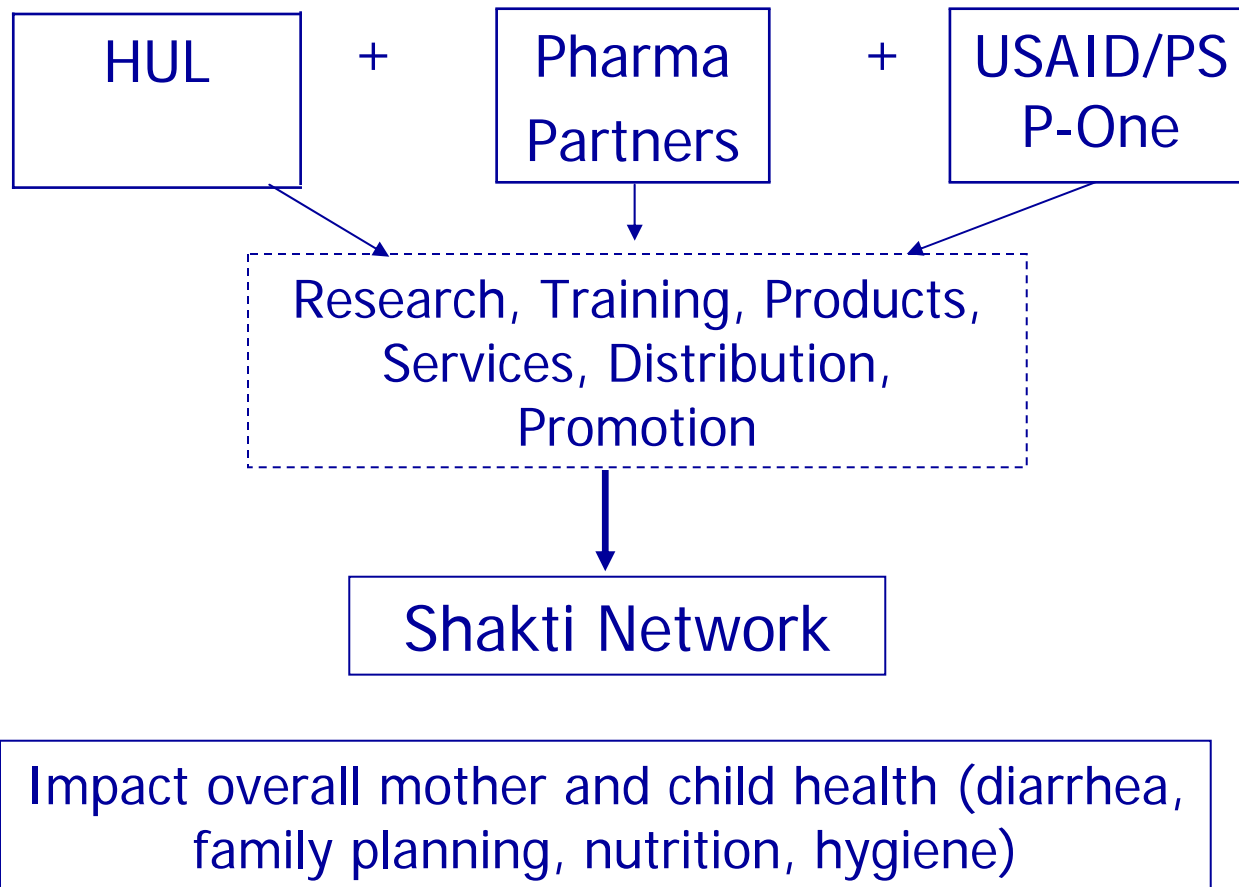 HUL
+
Pharma
Partners
+
USAID/PS
P-One
Research, Training, Products,
Services, Distribution,
Promotion
Shakti Network
Impact overall mother and child health (diarrhea,
family planning, nutrition, hygiene)